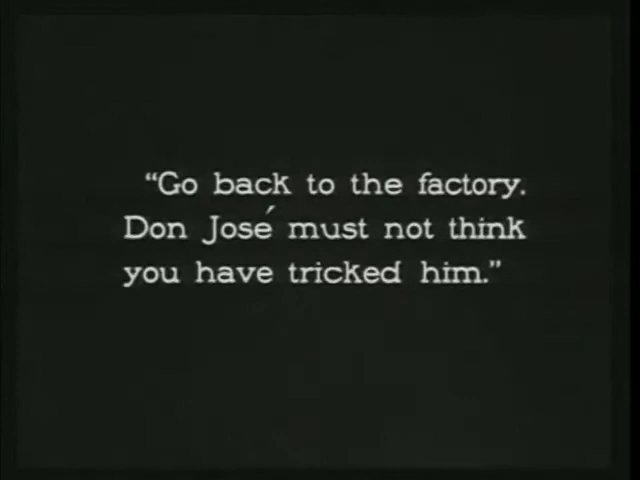 “Go back to the factory.
Don José must not think
you have tricked him.”